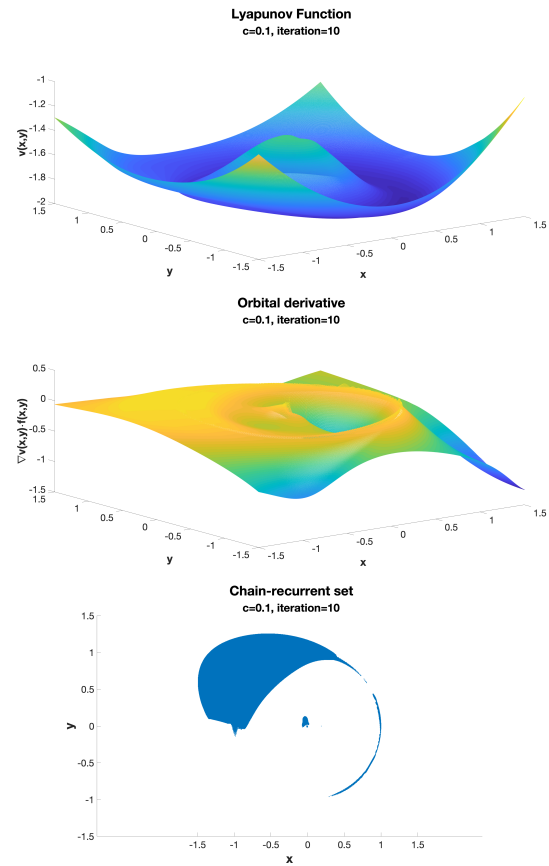 Lyapunov Function
c=0.1, iteration=10
v(x,y)
-1
-1.2
-1.4
-1.6
-1.8
-2
1.5
1
0.5
0
-0.5
-1
-1.5
y
-1
-0.5
0
0.5
1
1.5
x
Orbital derivative
c=0.1, iteration=10
▽v(x,y)·f(x,y)
0.5
0
-0.5
-1
-1.5
1.5
1
0.5
0
-0.5
-1
-1.5
y
-1
-0.5
0
0.5
1
1.5
x
Chain-recurrent set
c=0.1, iteration=10
y
1.5
1
0.5
0
-0.5
-1
-1.5
-1.5 -1 -0.5 0 0.5 1 1.5
x